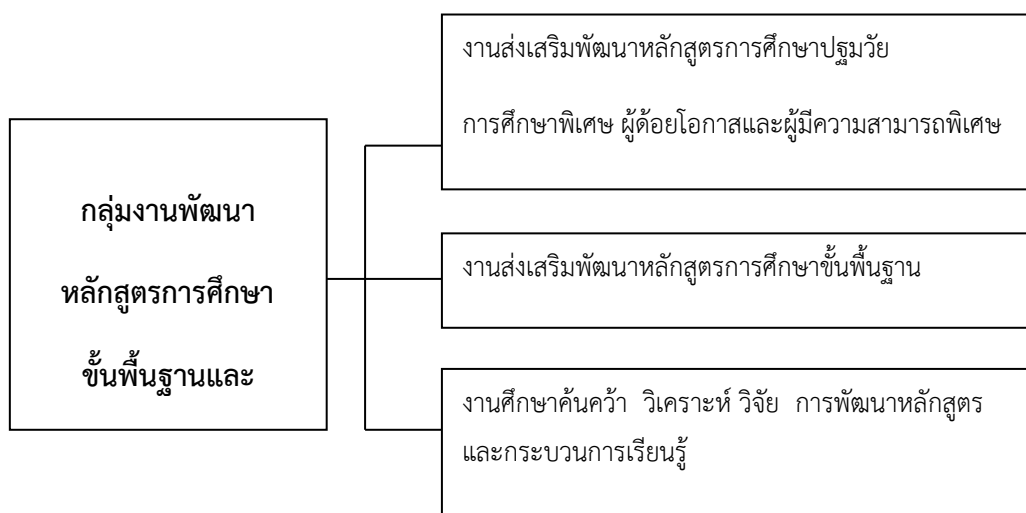 กลุ่มงานพัฒนา
หลักสูตรการศึกษา
ขั้นพื้นฐานและ
งานส่งเสริมพัฒนาหลักสูตรการศึกษาปฐมวัย
การศึกษาพิเศษ ผู้ด้อยโอกาสและผู้มีความสามารถพิเศษ
งานส่งเสริมพัฒนาหลักสูตรการศึกษาขั้นพื้นฐาน
งานศึกษาค้นคว้า วิเคราะห์ วิจัย การพัฒนาหลักสูตร
และกระบวนการเรียนรู้